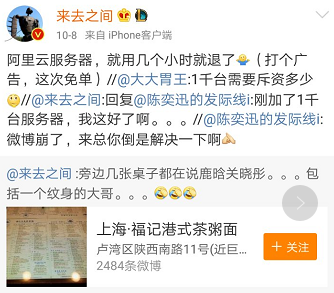 来去之间
10-8 来自 iPhone客户端
阿里云服务器，就用几个小时就退了（打个广
告，这次免单）//@大大胃王:1千台需要斥资多少
//@来去之间:回复@陈奕迅的发际线i:刚加了1千
台服务器，我这好了啊。。。//@陈奕迅的发际线i:
微博崩了，来总你倒是解决一下啊
@来去之间:旁边几张桌子都在说鹿晗关晓彤。。。包
括一个纹身的大哥。。。
上海·福记港式茶粥面
卢湾区陕西南路11号(近巨...
2484条微博
+关注